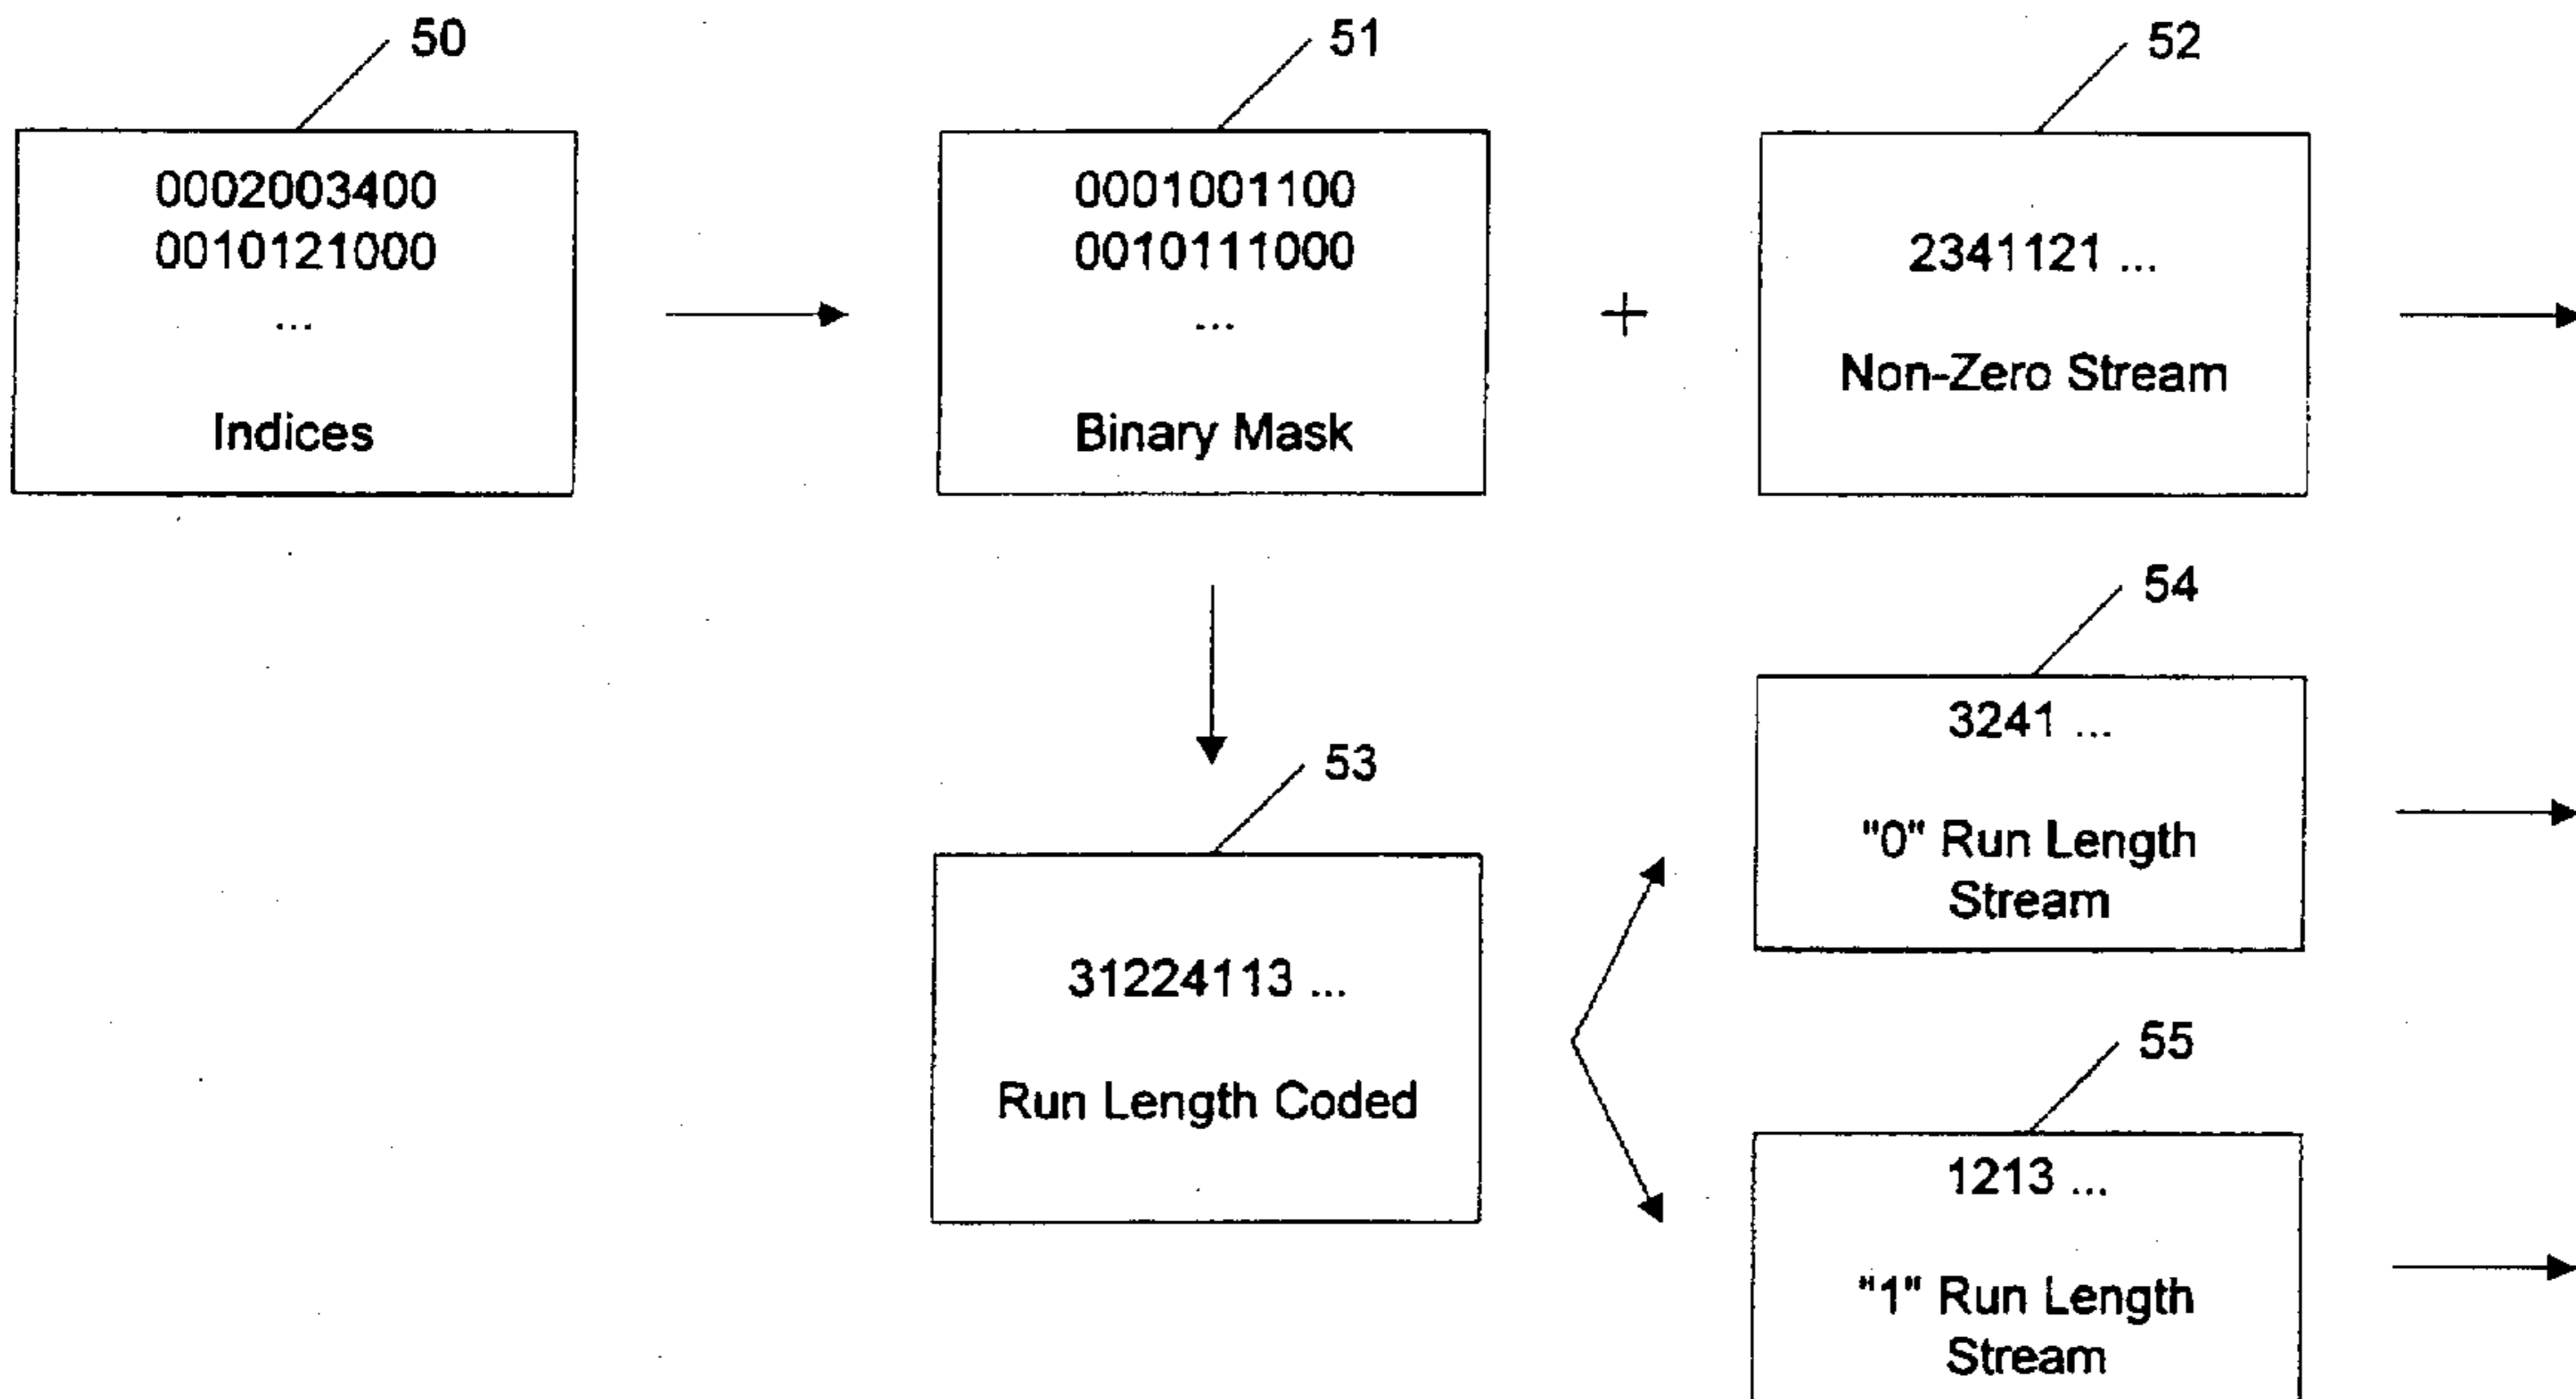 50
0002003400
0010121000
...
Indices
51
0001001100
0010111000
...
Binary Mask
+
52
2341121 ...
Non-Zero Stream
53
31224113 ...
Run Length Coded
54
3241 ...
"0" Run Length
Stream
55
1213 ...
"1" Run Length
Stream